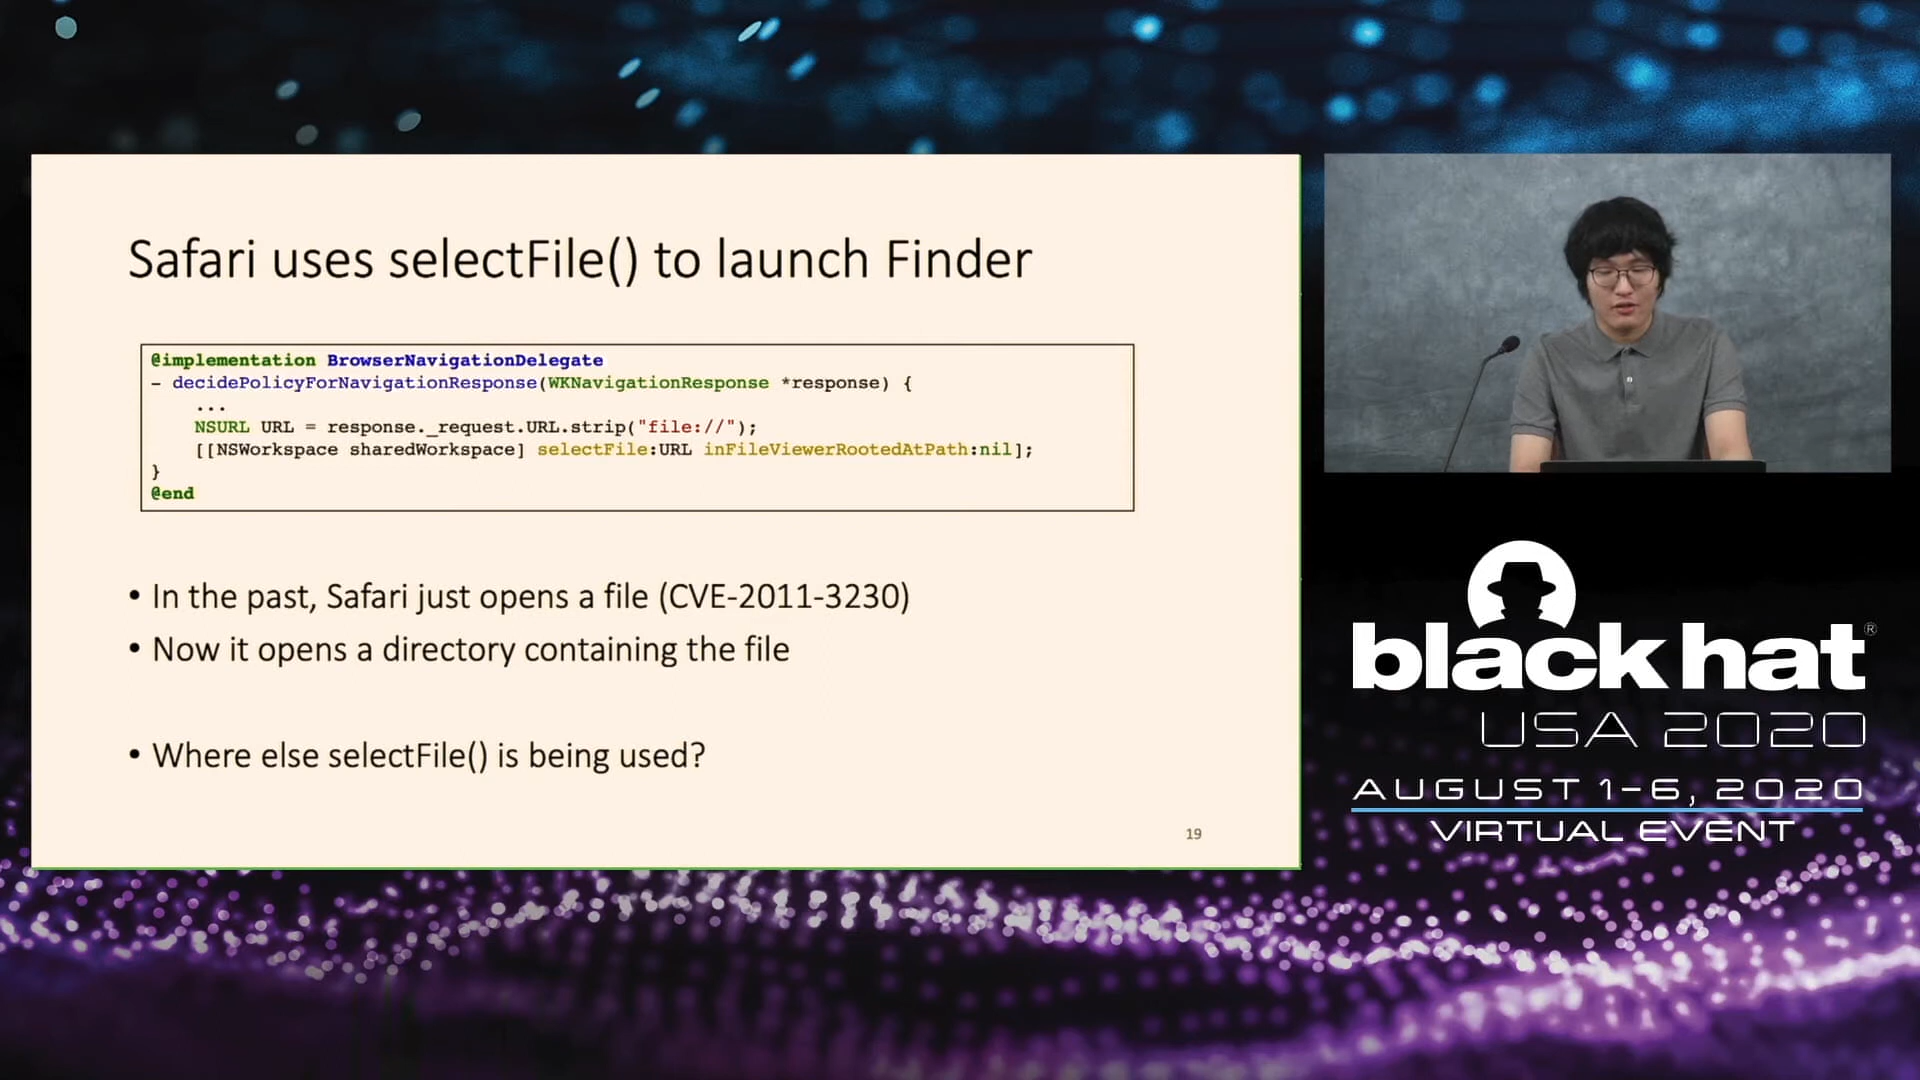 Safari uses selectFile() to launch Finder
@implementation BrowserNavigationDelegate
- decidePolicyForNavigationResponse(WKNavigationResponse *response) {
...
NSURL URL = response._request.URL.strip("file://");
[[NSWorkspace sharedWorkspace] selectFile:URL inFileViewerRootedAtPath:nil];
}
@end
• In the past, Safari just opens a file (CVE-2011-3230)
• Now it opens a directory containing the file
• Where else selectFile() is being used?
19
black hat®
USA 2020
AUGUST 1-6, 2020
VIRTUAL EVENT